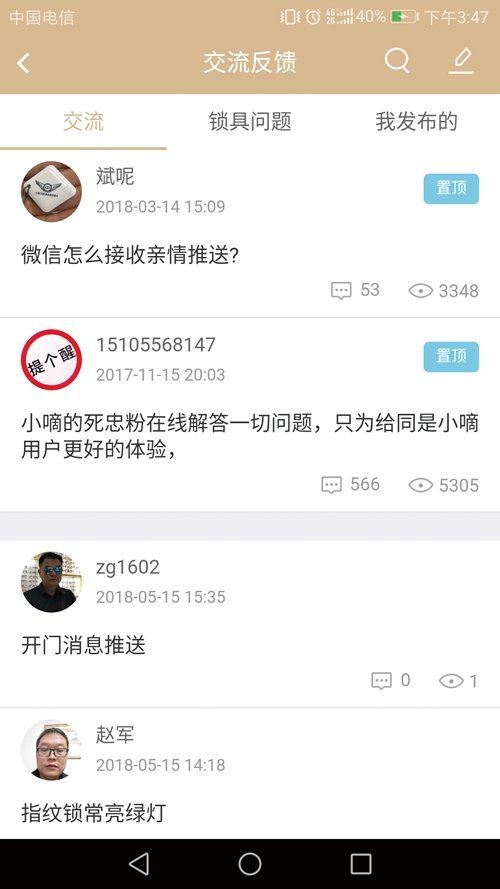 中国电信
4G 2G 2G 40% 下午3:47
交流反馈
交流 锁具问题 我发布的
斌呢
置顶
2018-03-14 15:09
微信怎么接收亲情推送?
53 3348
提个醒
15105568147
置顶
2017-11-15 20:03
小嘀的死忠粉在线解答一切问题，只为给同是小嘀
用户更好的体验，
566 5305
zg1602
2018-05-15 15:35
开门消息推送
0 1
赵军
2018-05-15 14:18
指纹锁常亮绿灯